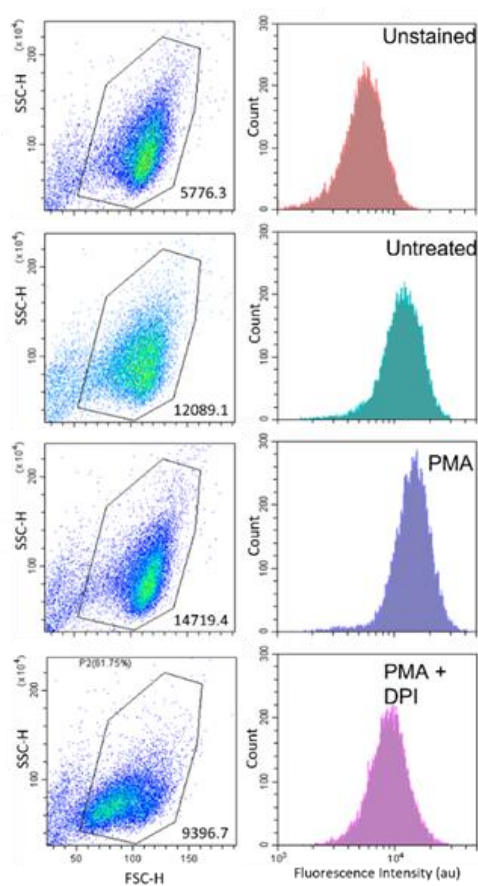 (x10⁴)
SSC-H
200
100
5776.3
Unstained
Count
300
200
100
0
(x10⁴)
SSC-H
200
100
12089.1
Untreated
Count
300
200
100
0
(x10⁴)
SSC-H
200
100
14719.4
PMA
Count
300
200
100
0
P2(61.75%)
(x10⁴)
SSC-H
200
100
9396.7
50 100 150
FSC-H
PMA +
DPI
Count
300
200
100
0
10³ 10⁴
Fluorescence Intensity (au)